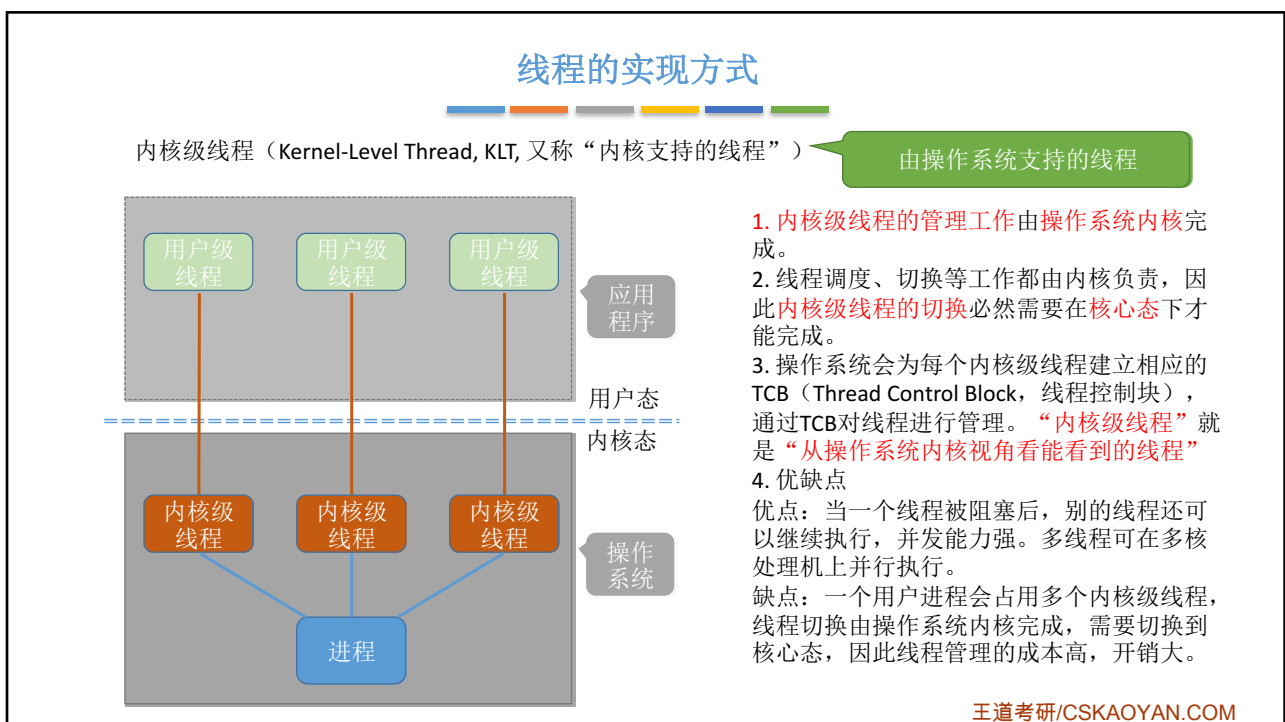 线程的实现方式
内核级线程（Kernel-Level Thread, KLT, 又称“内核支持的线程”）
由操作系统支持的线程
用户级
线程
用户级
线程
用户级
线程
应用
程序
用户态
内核态
内核级
线程
内核级
线程
内核级
线程
操作
系统
进程
1. 内核级线程的管理工作由操作系统内核完
成。
2. 线程调度、切换等工作都由内核负责，因
此内核级线程的切换必然需要在核心态下才
能完成。
3. 操作系统会为每个内核级线程建立相应的
TCB（Thread Control Block，线程控制块），
通过TCB对线程进行管理。“内核级线程”就
是“从操作系统内核视角看能看到的线程”
4. 优缺点
优点：当一个线程被阻塞后，别的线程还可
以继续执行，并发能力强。多线程可在多核
处理机上并行执行。
缺点：一个用户进程会占用多个内核级线程，
线程切换由操作系统内核完成，需要切换到
核心态，因此线程管理的成本高，开销大。
王道考研/CSKAOYAN.COM